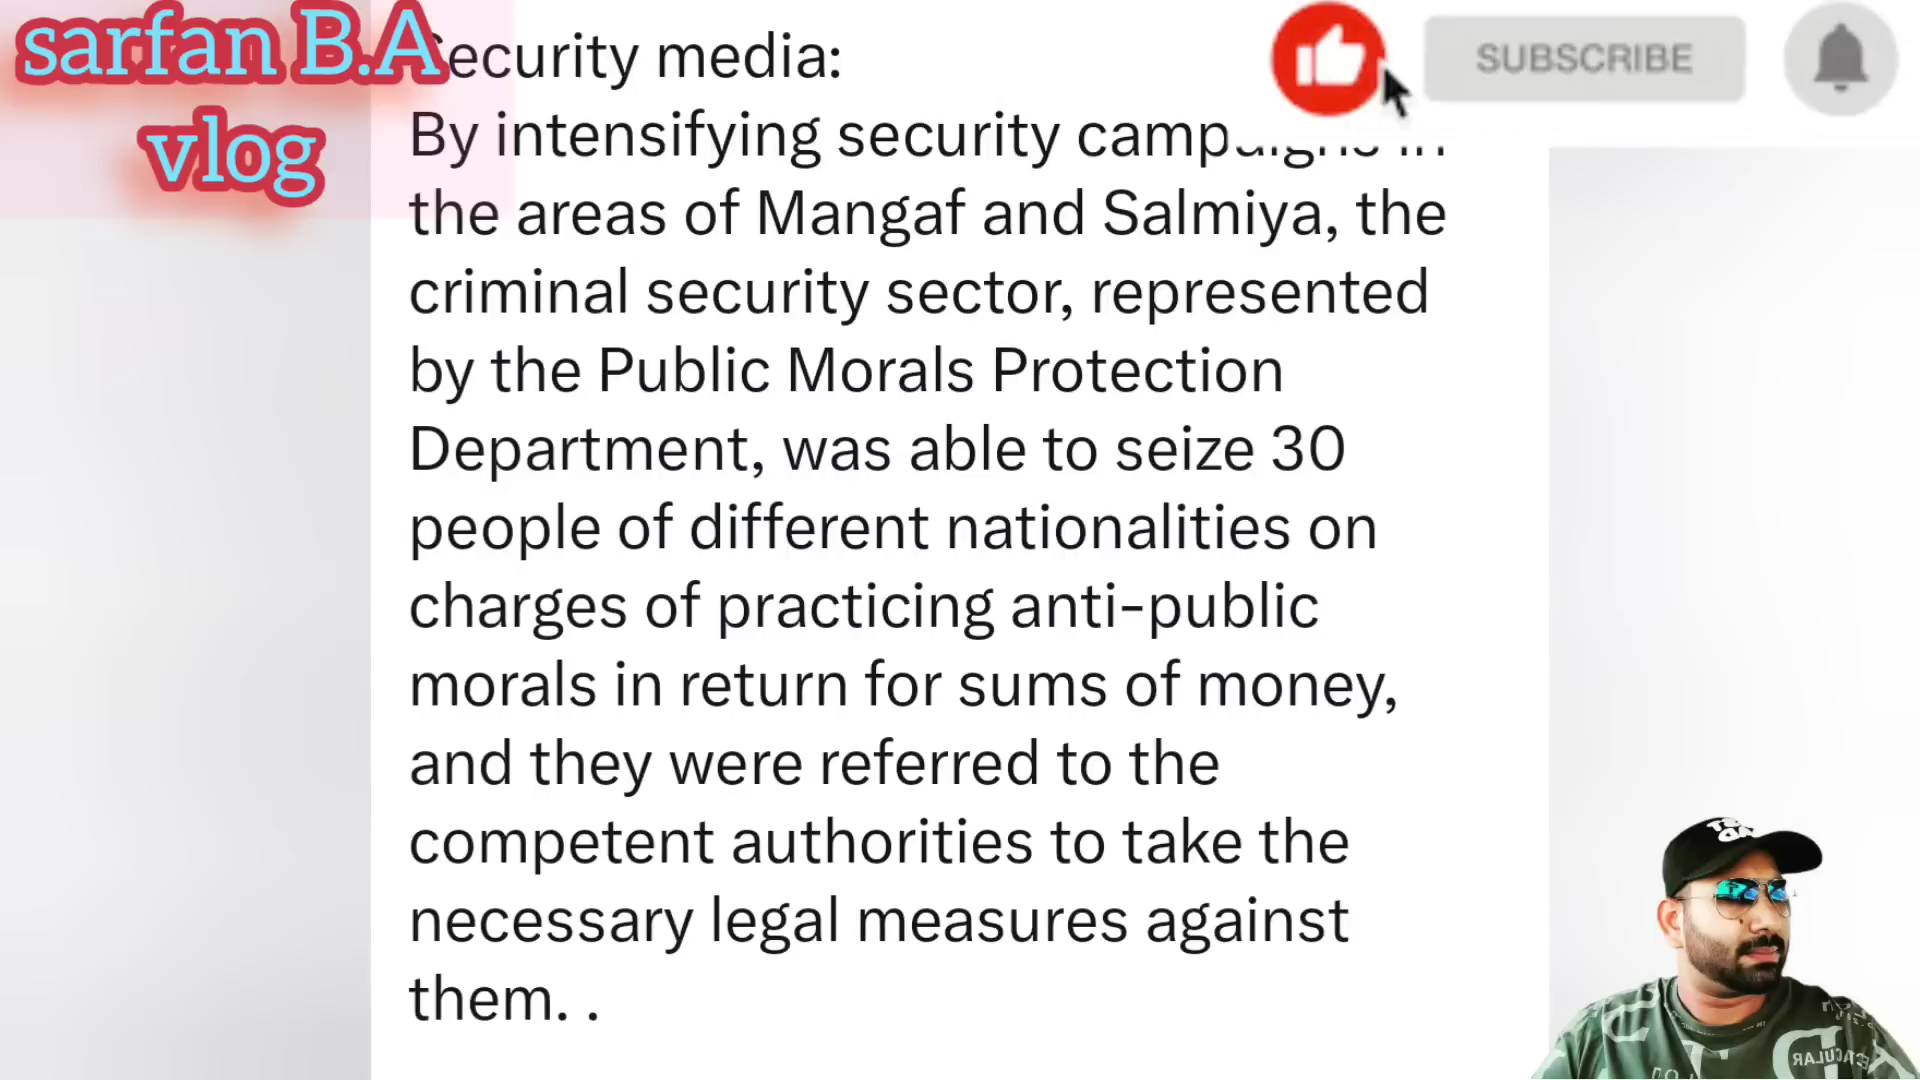 sarfan B.A
vlog
Security media:
SUBSCRIBE
By intensifying security campaigns in
the areas of Mangaf and Salmiya, the
criminal security sector, represented
by the Public Morals Protection
Department, was able to seize 30
people of different nationalities on
charges of practicing anti-public
morals in return for sums of money,
and they were referred to the
competent authorities to take the
necessary legal measures against
them. .